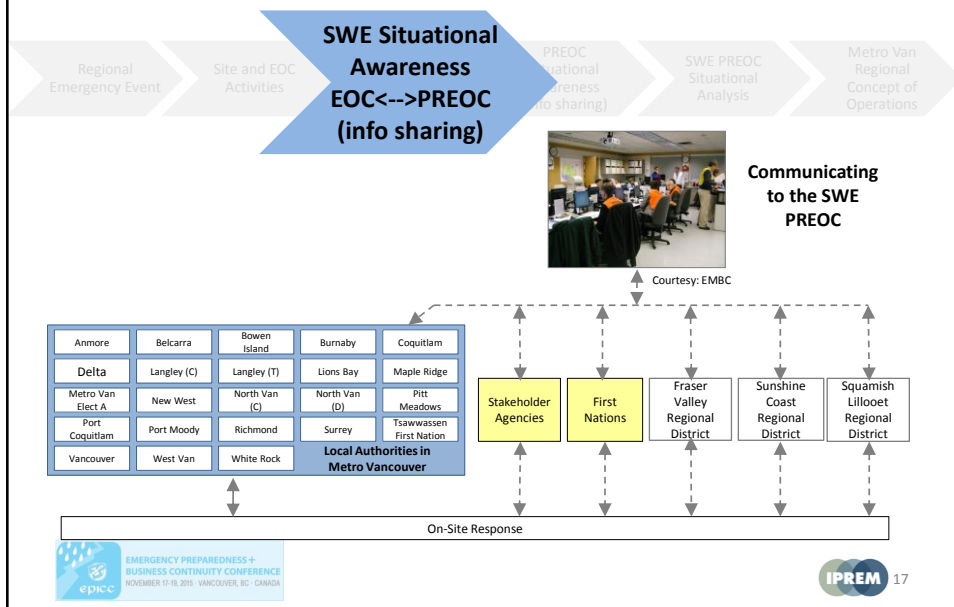 Regional
Emergency Event
Site and EOC
Activities
SWE Situational
Awareness
EOC<-->PREOC
(info sharing)
PREOC
ituational
areness
nfo sharing)
SWE PREOC
Situational
Analysis
Metro Van
Regional
Concept of
Operations
Communicating
to the SWE
PREOC
Courtesy: EMBC
Anmore
Belcarra
Bowen
Island
Burnaby
Coquitlam
Delta
Langley (C)
Langley (T)
Lions Bay
Maple Ridge
Metro Van
Elect A
New West
North Van
(C)
North Van
(D)
Pitt
Meadows
Port
Coquitlam
Port Moody
Richmond
Surrey
Tsawwassen
First Nation
Vancouver
West Van
White Rock
Local Authorities in
Metro Vancouver
Stakeholder
Agencies
First
Nations
Fraser
Valley
Regional
District
Sunshine
Coast
Regional
District
Squamish
Lillooet
Regional
District
On-Site Response
epicc
EMERGENCY PREPAREDNESS +
BUSINESS CONTINUITY CONFERENCE
NOVEMBER 17-19, 2015 · VANCOUVER, BC · CANADA
IPREM
17